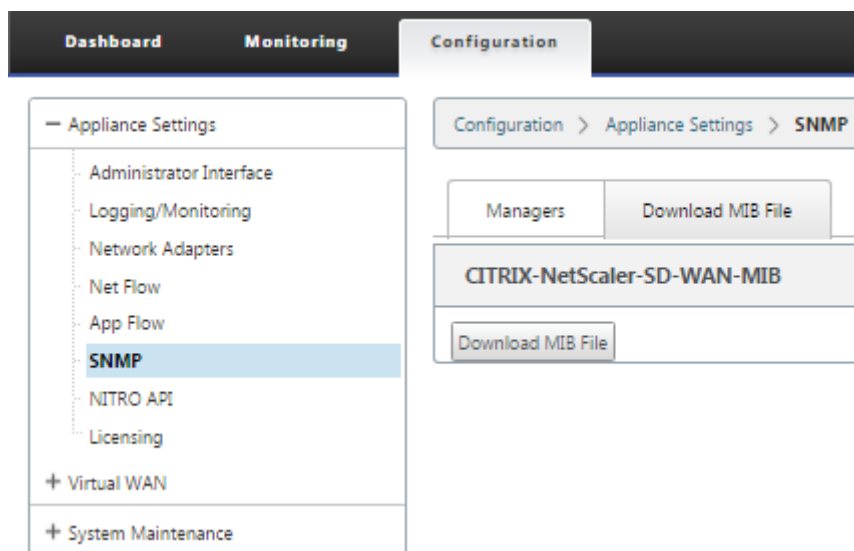 Dashboard Monitoring Configuration
— Appliance Settings
Administrator Interface
Logging/Monitoring
Network Adapters
Net Flow
App Flow
SNMP
NITRO API
Licensing
+ Virtual WAN
+ System Maintenance
Configuration > Appliance Settings > SNMP
Managers Download MIB File
CITRIX-NetScaler-SD-WAN-MIB
Download MIB File